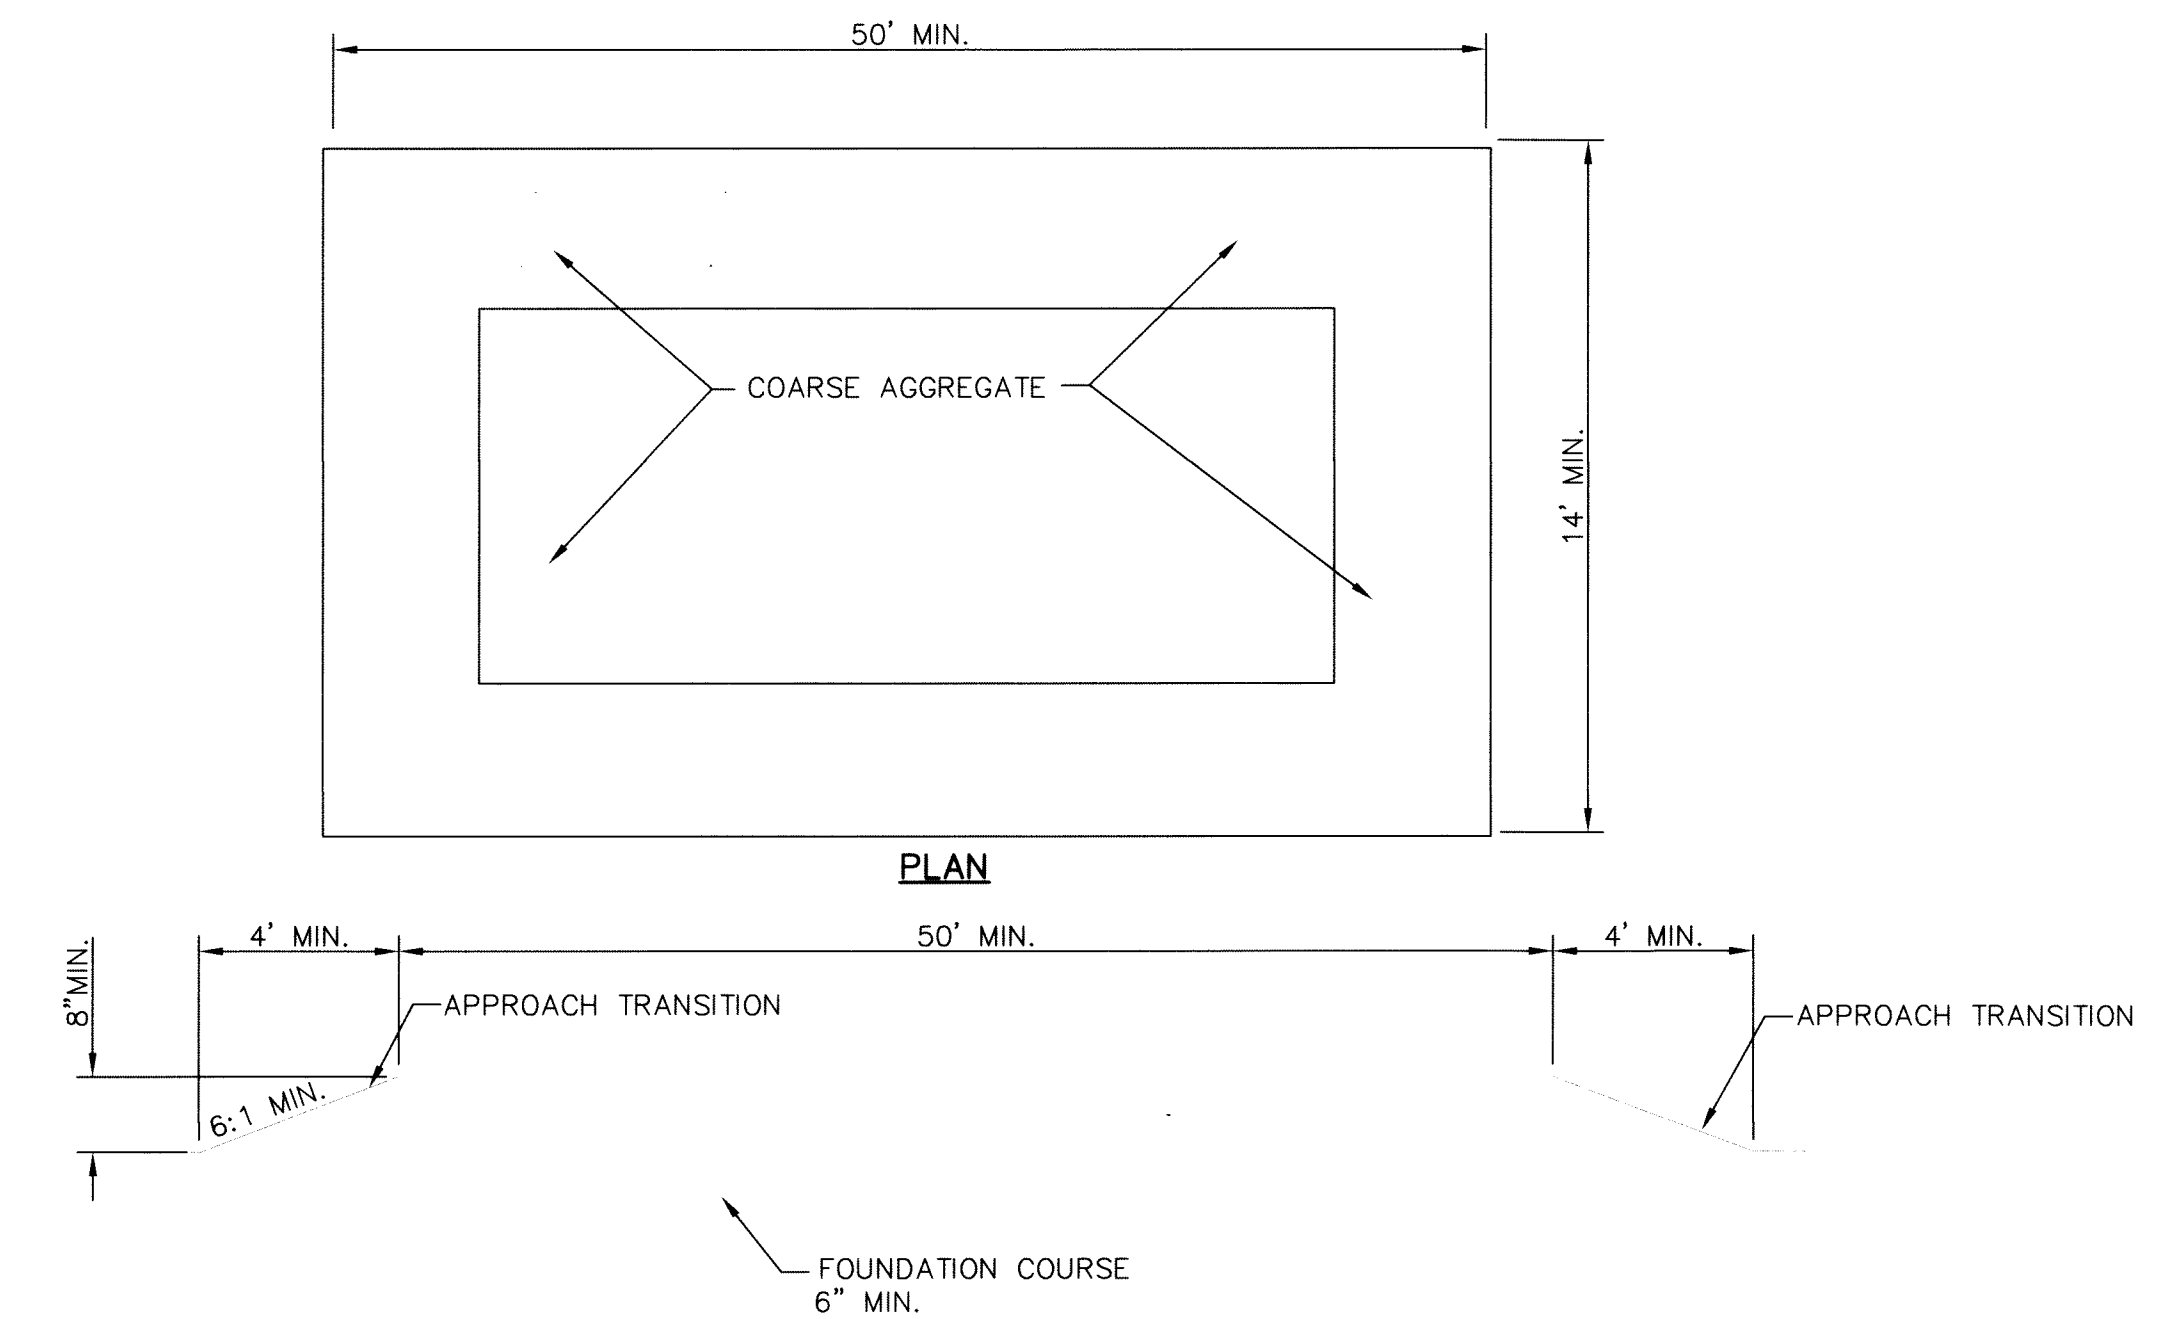 50' MIN.
COARSE AGGREGATE
14' MIN.
PLAN
4' MIN.
50' MIN.
4' MIN.
8"MIN.
APPROACH TRANSITION
APPROACH TRANSITION
6:1 MIN.
FOUNDATION COURSE
6" MIN.